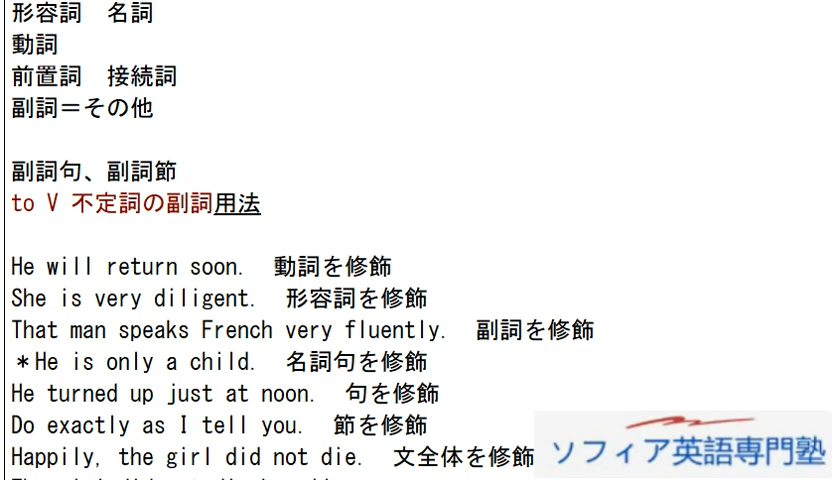 形容詞　名詞
動詞
前置詞　接続詞
副詞＝その他
副詞句、副詞節
to V 不定詞の副詞用法
He will return soon.　動詞を修飾
She is very diligent.　形容詞を修飾
That man speaks French very fluently.　副詞を修飾
＊He is only a child.　名詞句を修飾
He turned up just at noon.　句を修飾
Do exactly as I tell you.　節を修飾
Happily, the girl did not die.　文全体を修飾
ソフィア英語専門塾